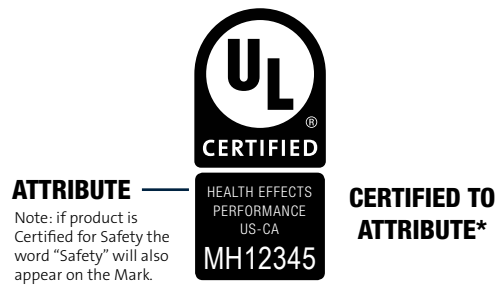 UL
®
CERTIFIED
ATTRIBUTE
Note: if product is
Certified for Safety the
word “Safety” will also
appear on the Mark.
HEALTH EFFECTS
PERFORMANCE
US-CA
MH12345
CERTIFIED TO
ATTRIBUTE*